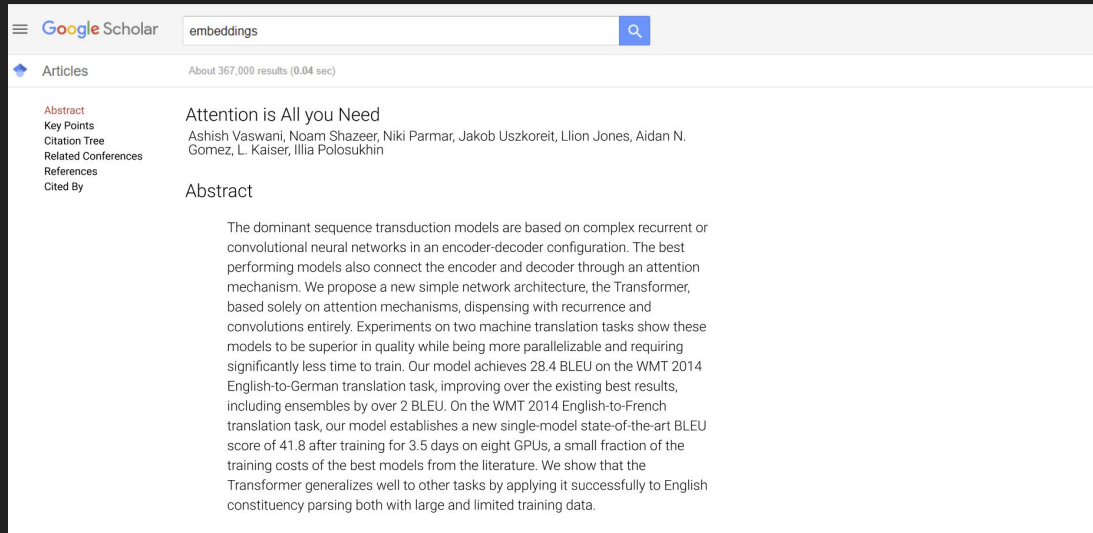 Google Scholar
embeddings
Articles
About 367,000 results (0.04 sec)
Abstract
Key Points
Citation Tree
Related Conferences
References
Cited By
Attention is All you Need
Ashish Vaswani, Noam Shazeer, Niki Parmar, Jakob Uszkoreit, Llion Jones, Aidan N.
Gomez, L. Kaiser, Illia Polosukhin
Abstract
The dominant sequence transduction models are based on complex recurrent or
convolutional neural networks in an encoder-decoder configuration. The best
performing models also connect the encoder and decoder through an attention
mechanism. We propose a new simple network architecture, the Transformer,
based solely on attention mechanisms, dispensing with recurrence and
convolutions entirely. Experiments on two machine translation tasks show these
models to be superior in quality while being more parallelizable and requiring
significantly less time to train. Our model achieves 28.4 BLEU on the WMT 2014
English-to-German translation task, improving over the existing best results,
including ensembles by over 2 BLEU. On the WMT 2014 English-to-French
translation task, our model establishes a new single-model state-of-the-art BLEU
score of 41.8 after training for 3.5 days on eight GPUs, a small fraction of the
training costs of the best models from the literature. We show that the
Transformer generalizes well to other tasks by applying it successfully to English
constituency parsing both with large and limited training data.